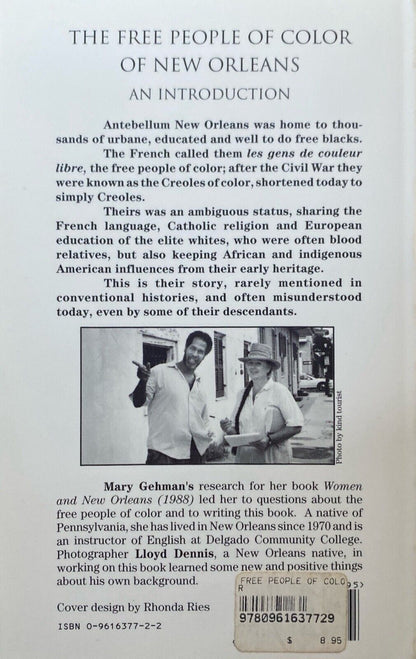 THE FREE PEOPLE OF COLOR
OF NEW ORLEANS
AN INTRODUCTION
Antebellum New Orleans was home to thou-
sands of urbane, educated and well to do free blacks.
The French called them les gens de couleur
libre, the free people of color; after the Civil War they
were known as the Creoles of color, shortened today to
simply Creoles.
Theirs was an ambiguous status, sharing the
French language, Catholic religion and European
education of the elite whites, who were often blood
relatives, but also keeping African and indigenous
American influences from their early heritage.
This is their story, rarely mentioned in
conventional histories, and often misunderstood
today, even by some of their descendants.
Photo by kind tourist
Mary Gehman's research for her book Women
and New Orleans (1988) led her to questions about the
free people of color and to writing this book. A native of
Pennsylvania, she has lived in New Orleans since 1970 and is
an instructor of English at Delgado Community College.
Photographer Lloyd Dennis, a New Orleans native, in
working on this book learned some new and positive things
about his own background.
Cover design by Rhonda Ries
ISBN 0-9616377-2-2
FREE PEOPLE OF COLO
R
95>
9780961637729
$ 8.95